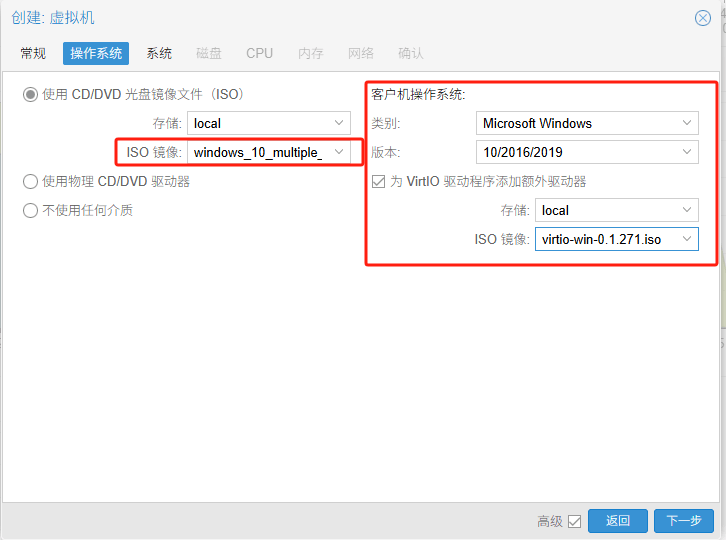 创建: 虚拟机
常规 操作系统 系统 磁盘 CPU 内存 网络 确认
使用 CD/DVD 光盘镜像文件（ISO）
存储: local
ISO 镜像: windows_10_multiple_
使用物理 CD/DVD 驱动器
不使用任何介质
客户机操作系统:
类别: Microsoft Windows
版本: 10/2016/2019
为 VirtIO 驱动程序添加额外驱动器
存储: local
ISO 镜像: virtio-win-0.1.271.iso
高级 返回 下一步